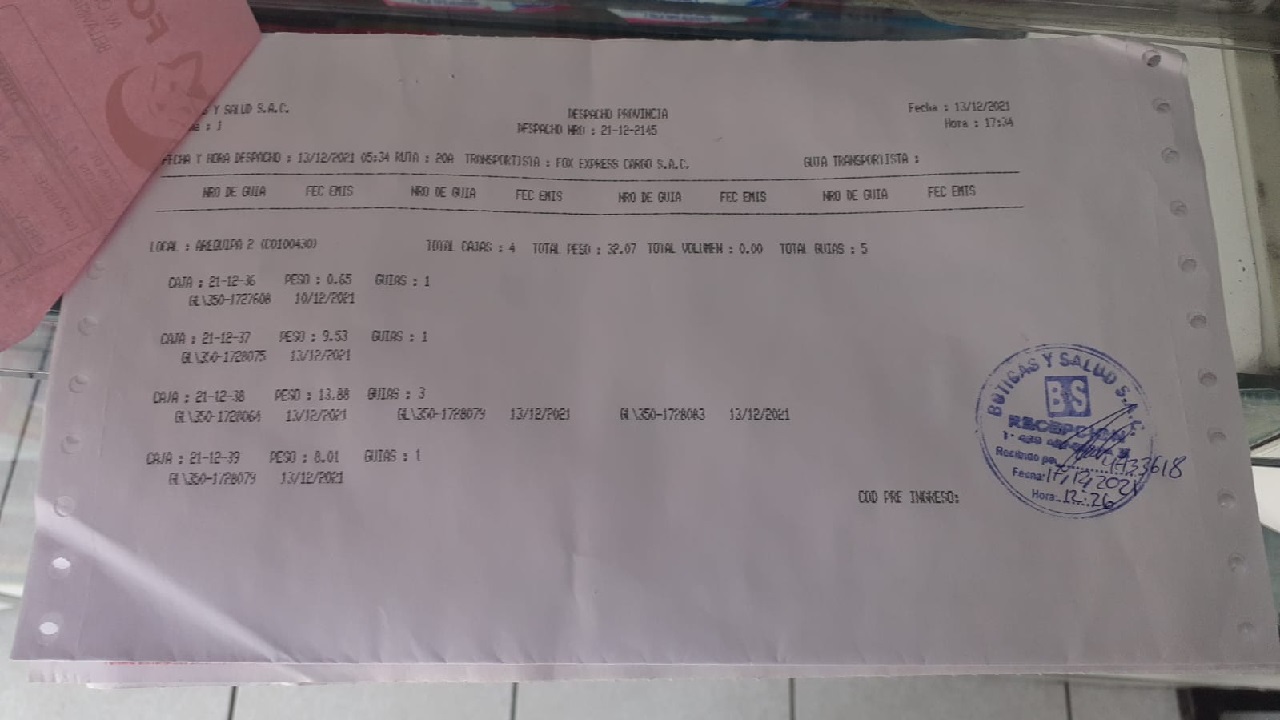 FO
Y SALUD S.A.C. DESPACHO PROVINCIA Fecha : 13/12/2021
: 1 DESPACHO NRO : 21-12-2145 Hora : 17:34
FECHA Y HORA DESPACHO : 13/12/2021 05:34 RUTA : 20A TRANSPORTISTA : FOX EXPRESS CARGO S.A.C. GUIA TRANSPORTISTA :
NRO DE GUIA FEC EMIS NRO DE GUIA FEC EMIS NRO DE GUIA FEC EMIS NRO DE GUIA FEC EMIS
LOCAL : AREQUIPA 2 (CO100430) TOTAL CAJAS : 4 TOTAL PESO : 32.07 TOTAL VOLUMEN : 0.00 TOTAL GUIAS : 5
CAJA : 21-12-36 PESO : 0.65 GUIAS : 1
GL\350-1727608 10/12/2021
CAJA : 21-12-37 PESO : 9.53 GUIAS : 1
GL\350-1728075 13/12/2021
CAJA : 21-12-38 PESO : 13.88 GUIAS : 3
GL\350-1728064 13/12/2021 GL\350-1728079 13/12/2021 GL\350-1728083 13/12/2021
CAJA : 21-12-39 PESO : 8.01 GUIAS : 1
GL\350-1728079 13/12/2021
COD PRE INGRESO:
BOTICAS Y SALUD S.A.C.
BS
RECEPCION
Recibido por
Fecha: 2021
Hora: 12:26